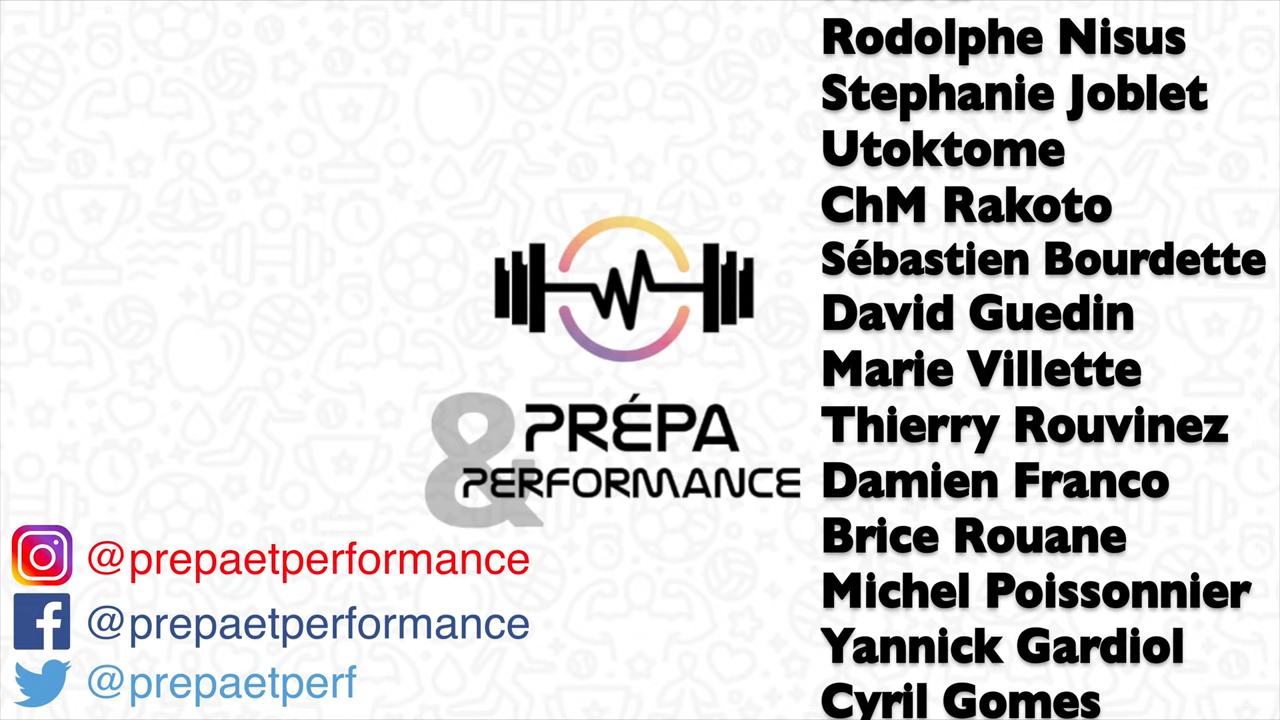 &
PRÉPA
PERFORMANCE
@prepaetperformance
@prepaetperformance
@prepaetperf
Rodolphe Nisus
Stephanie Joblet
Utoktome
ChM Rakoto
Sébastien Bourdette
David Guedin
Marie Villette
Thierry Rouvinez
Damien Franco
Brice Rouane
Michel Poissonnier
Yannick Gardiol
Cyril Gomes